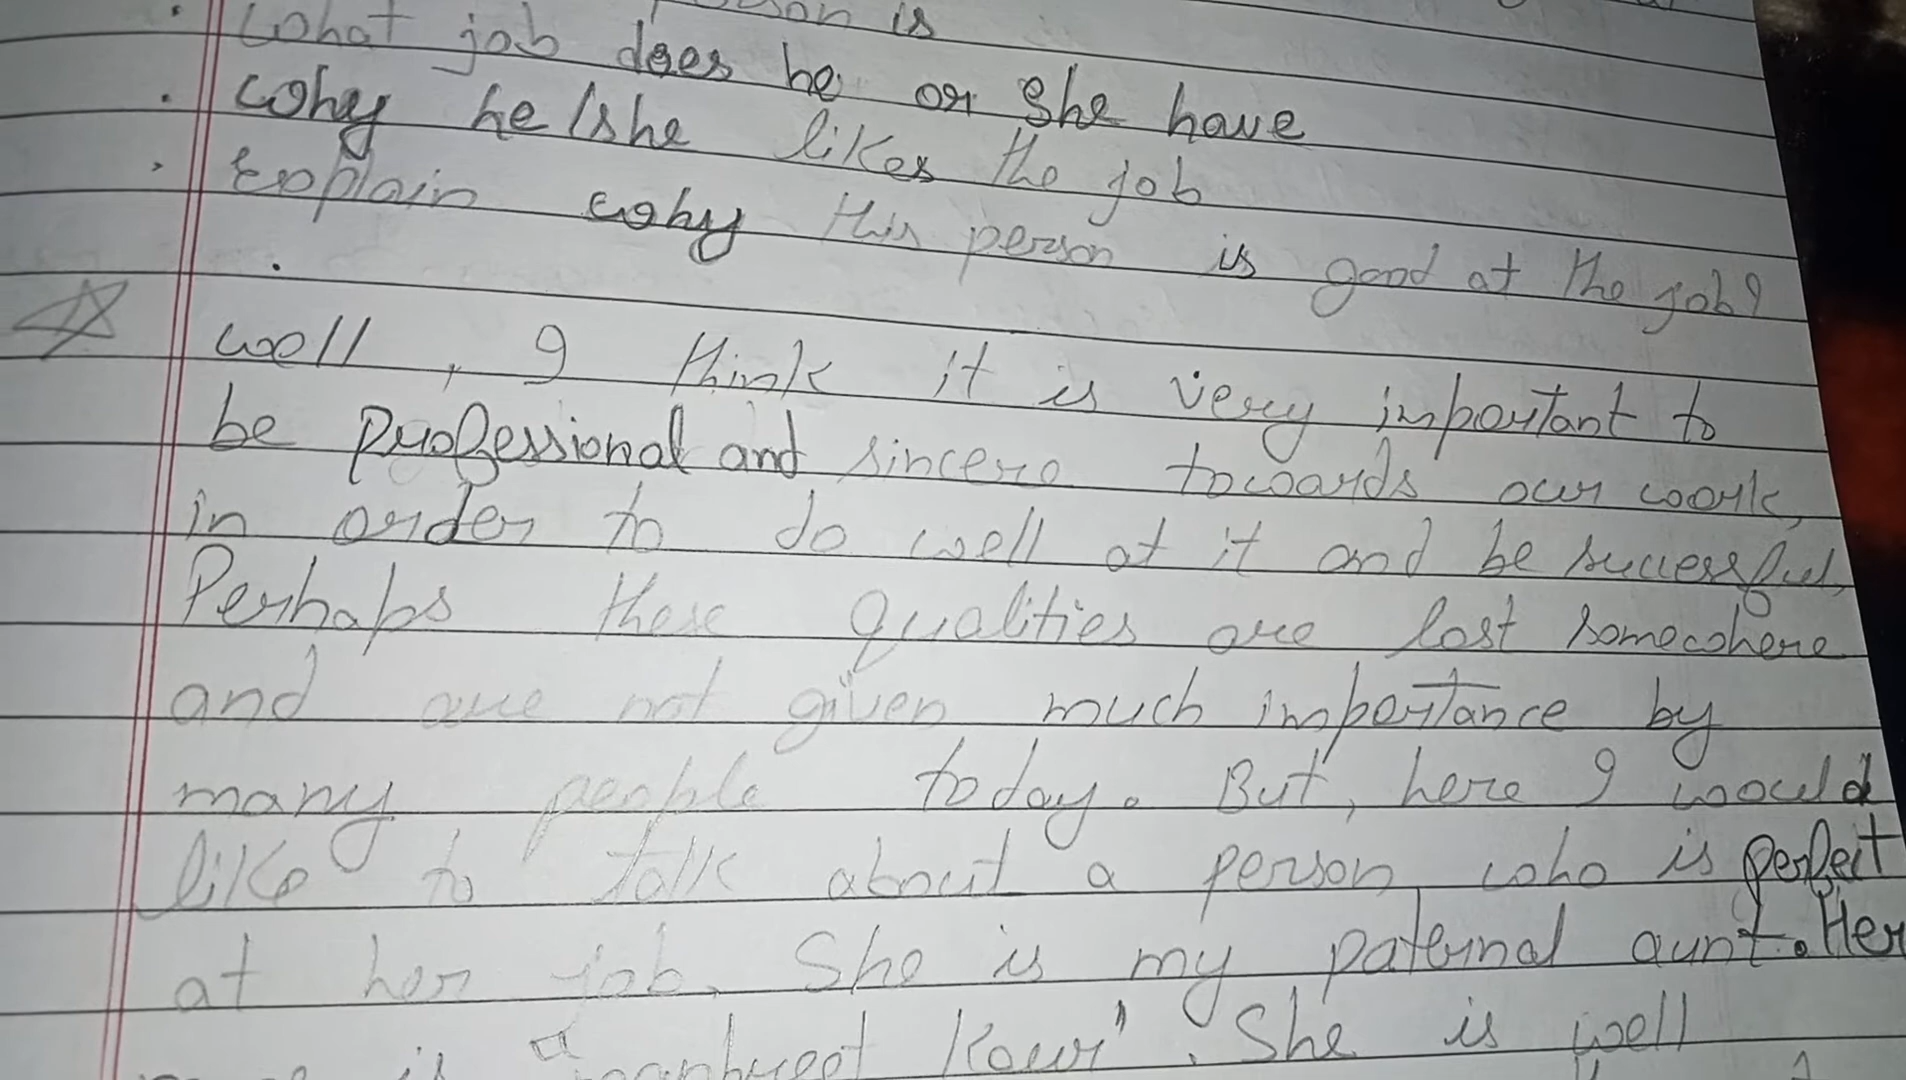 is
What job does he or she have
Why he/she likes the job
Explain why this person is good at the job?
Well, I think it is very important to
be professional and sincere towards our work,
in order to do well at it and be successful,
Perhaps these qualities are lost somewhere
and are not given much importance by
many people today. But, here I would
like to talk about a person who is perfect
at her job. She is my paternal aunt. Her
is Kaur'. She is well